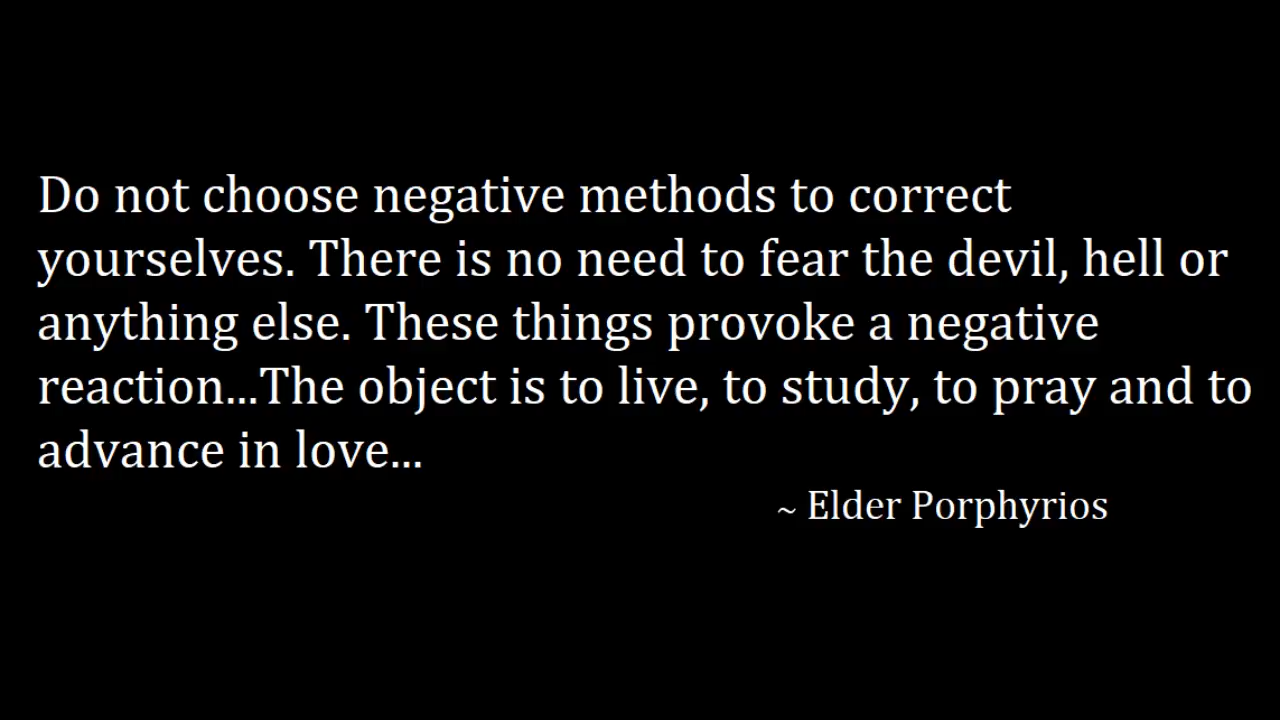 Do not choose negative methods to correct
yourselves. There is no need to fear the devil, hell or
anything else. These things provoke a negative
reaction...The object is to live, to study, to pray and to
advance in love...
~ Elder Porphyrios